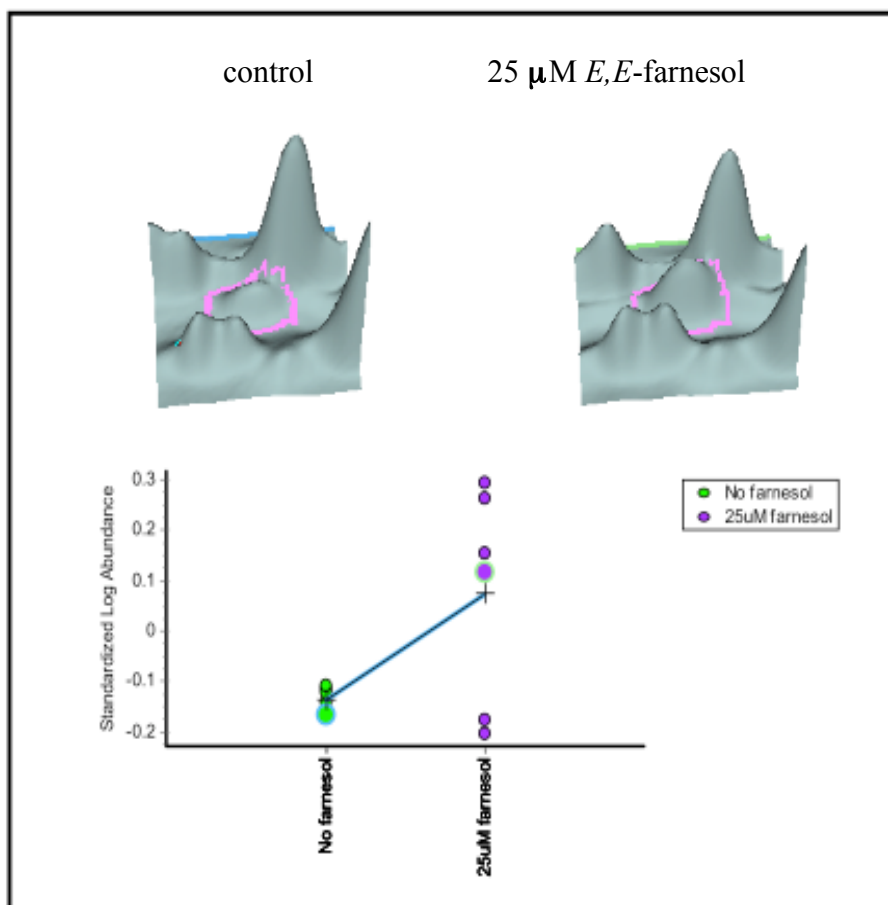 control
25 μM E,E-farnesol
Standardized Log Abundance
0.3
0.2
0.1
0
-0.1
-0.2
No farnesol
25uM farnesol
No farnesol
25uM farnesol